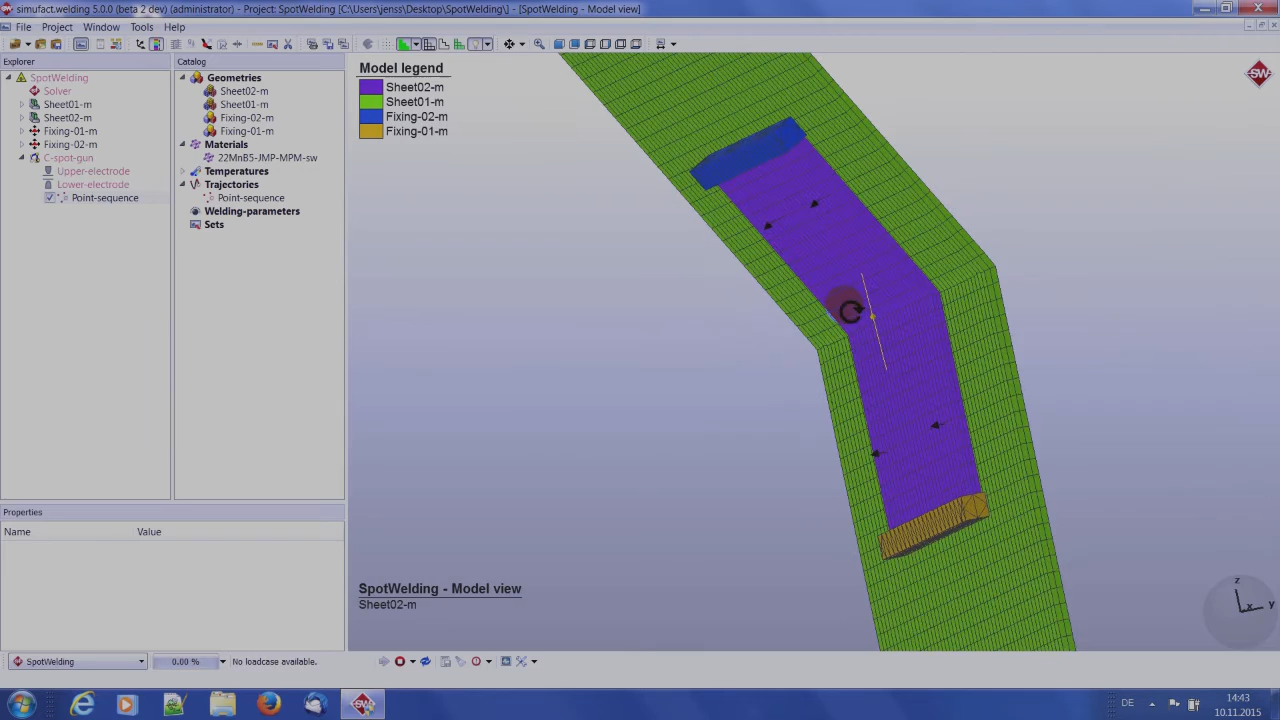 simufact.welding 5.0.0 (beta 2 dev) (administrator) - Project: SpotWelding [C:\Users\jenss\Desktop\SpotWelding\] - [SpotWelding - Model view]
File Project Window Tools Help
Explorer
SpotWelding
Solver
Sheet01-m
Sheet02-m
Fixing-01-m
Fixing-02-m
C-spot-gun
Upper-electrode
Lower-electrode
Point-sequence
Catalog
Geometries
Sheet02-m
Sheet01-m
Fixing-02-m
Fixing-01-m
Materials
22MnB5-JMP-MPM-sw
Temperatures
Trajectories
Point-sequence
Welding-parameters
Sets
Model legend
Sheet02-m
Sheet01-m
Fixing-02-m
Fixing-01-m
SW
Properties
Name Value
SpotWelding - Model view
Sheet02-m
z
x
Y
SpotWelding 0.00 % No loadcase available.
DE
14:43
10.11.2015